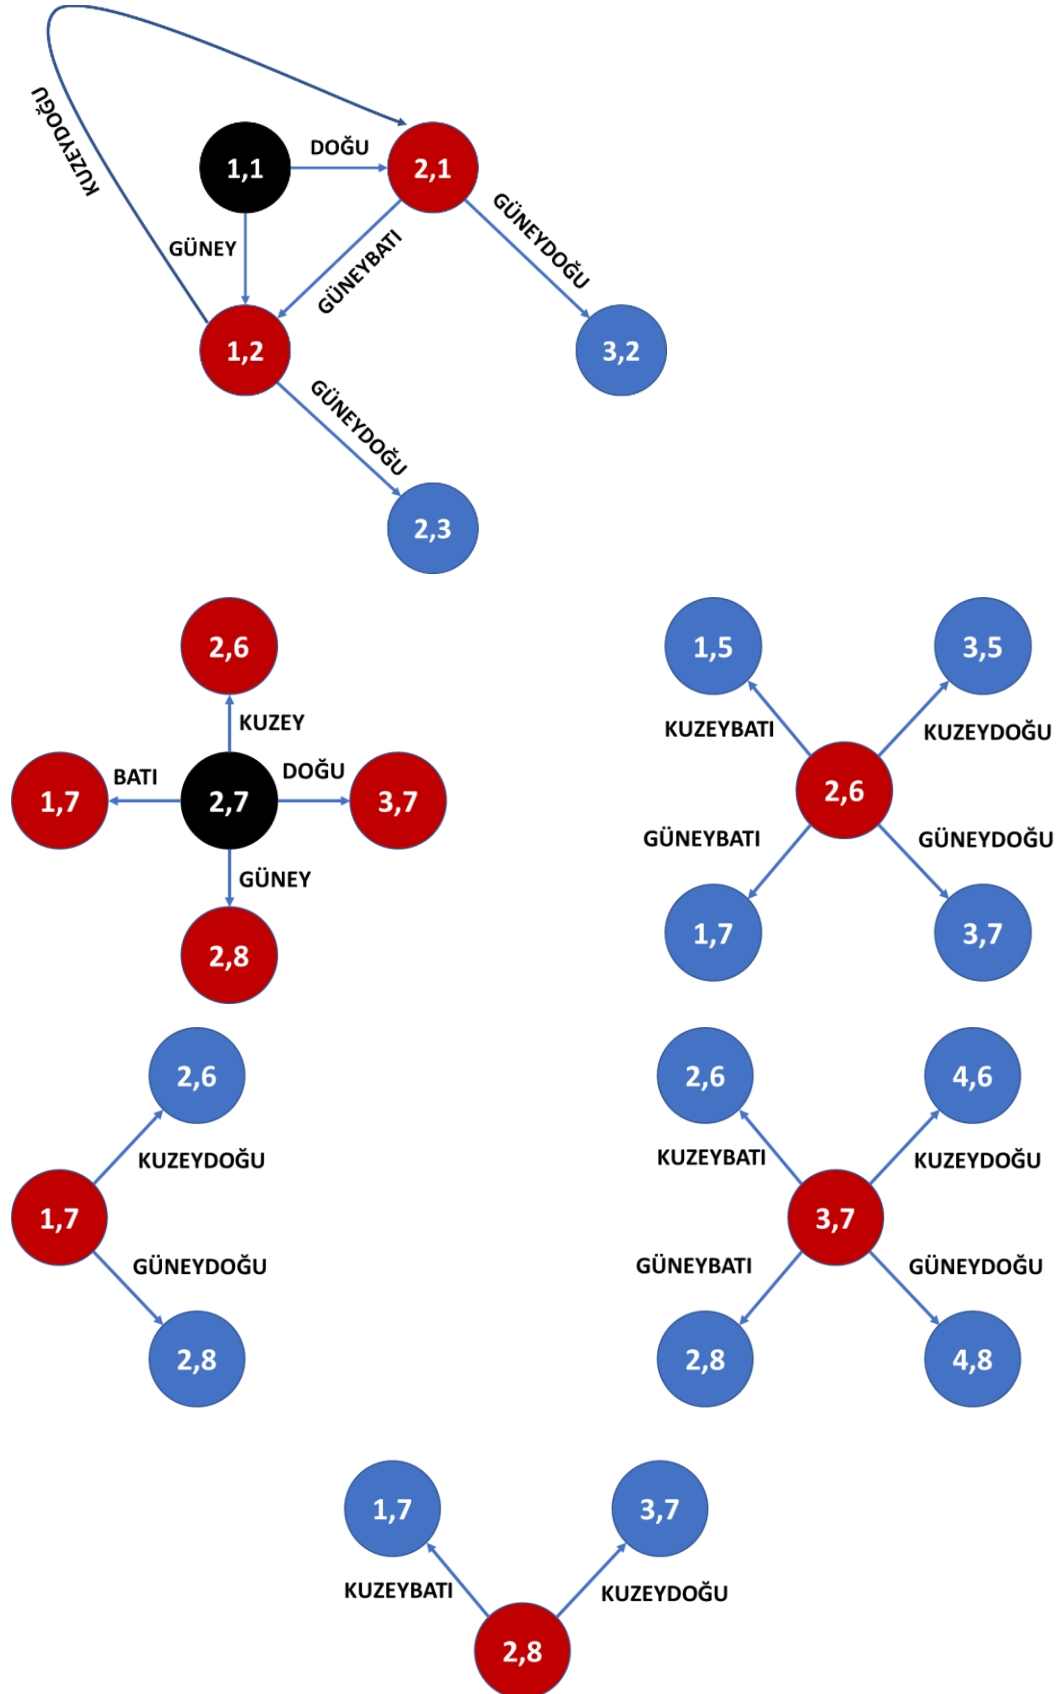 KUZEYDOĞU
1,1
DOĞU
2,1
GÜNEY
GÜNEYBATI
GÜNEYDOĞU
1,2
3,2
GÜNEYDOĞU
2,3
2,6
KUZEY
BATI
DOĞU
1,7
2,7
3,7
GÜNEY
2,8
1,5
3,5
KUZEYBATI
KUZEYDOĞU
2,6
GÜNEYBATI
GÜNEYDOĞU
1,7
3,7
2,6
KUZEYDOĞU
1,7
GÜNEYDOĞU
2,8
2,6
4,6
KUZEYBATI
KUZEYDOĞU
3,7
GÜNEYBATI
GÜNEYDOĞU
2,8
4,8
1,7
3,7
KUZEYBATI
KUZEYDOĞU
2,8